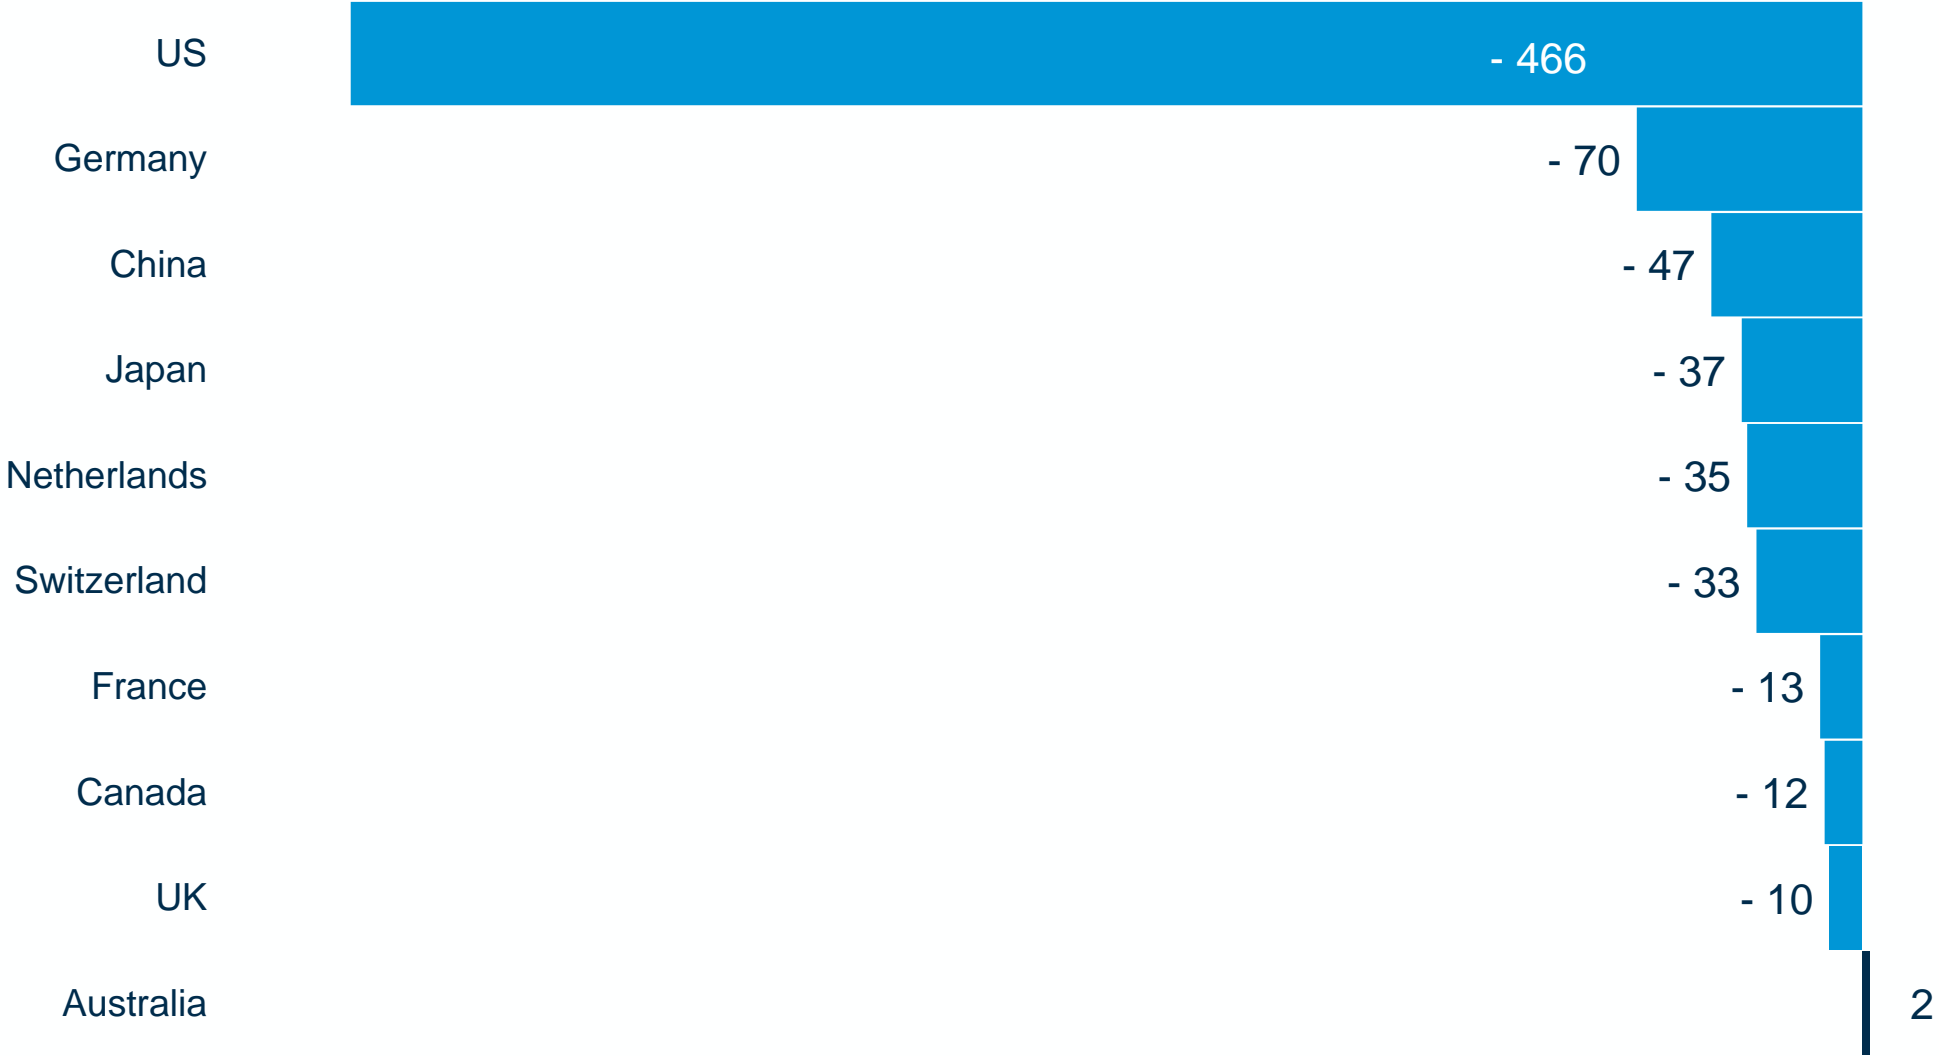 US - 466
Germany - 70
China - 47
Japan - 37
Netherlands - 35
Switzerland - 33
France - 13
Canada - 12
UK - 10
Australia 2